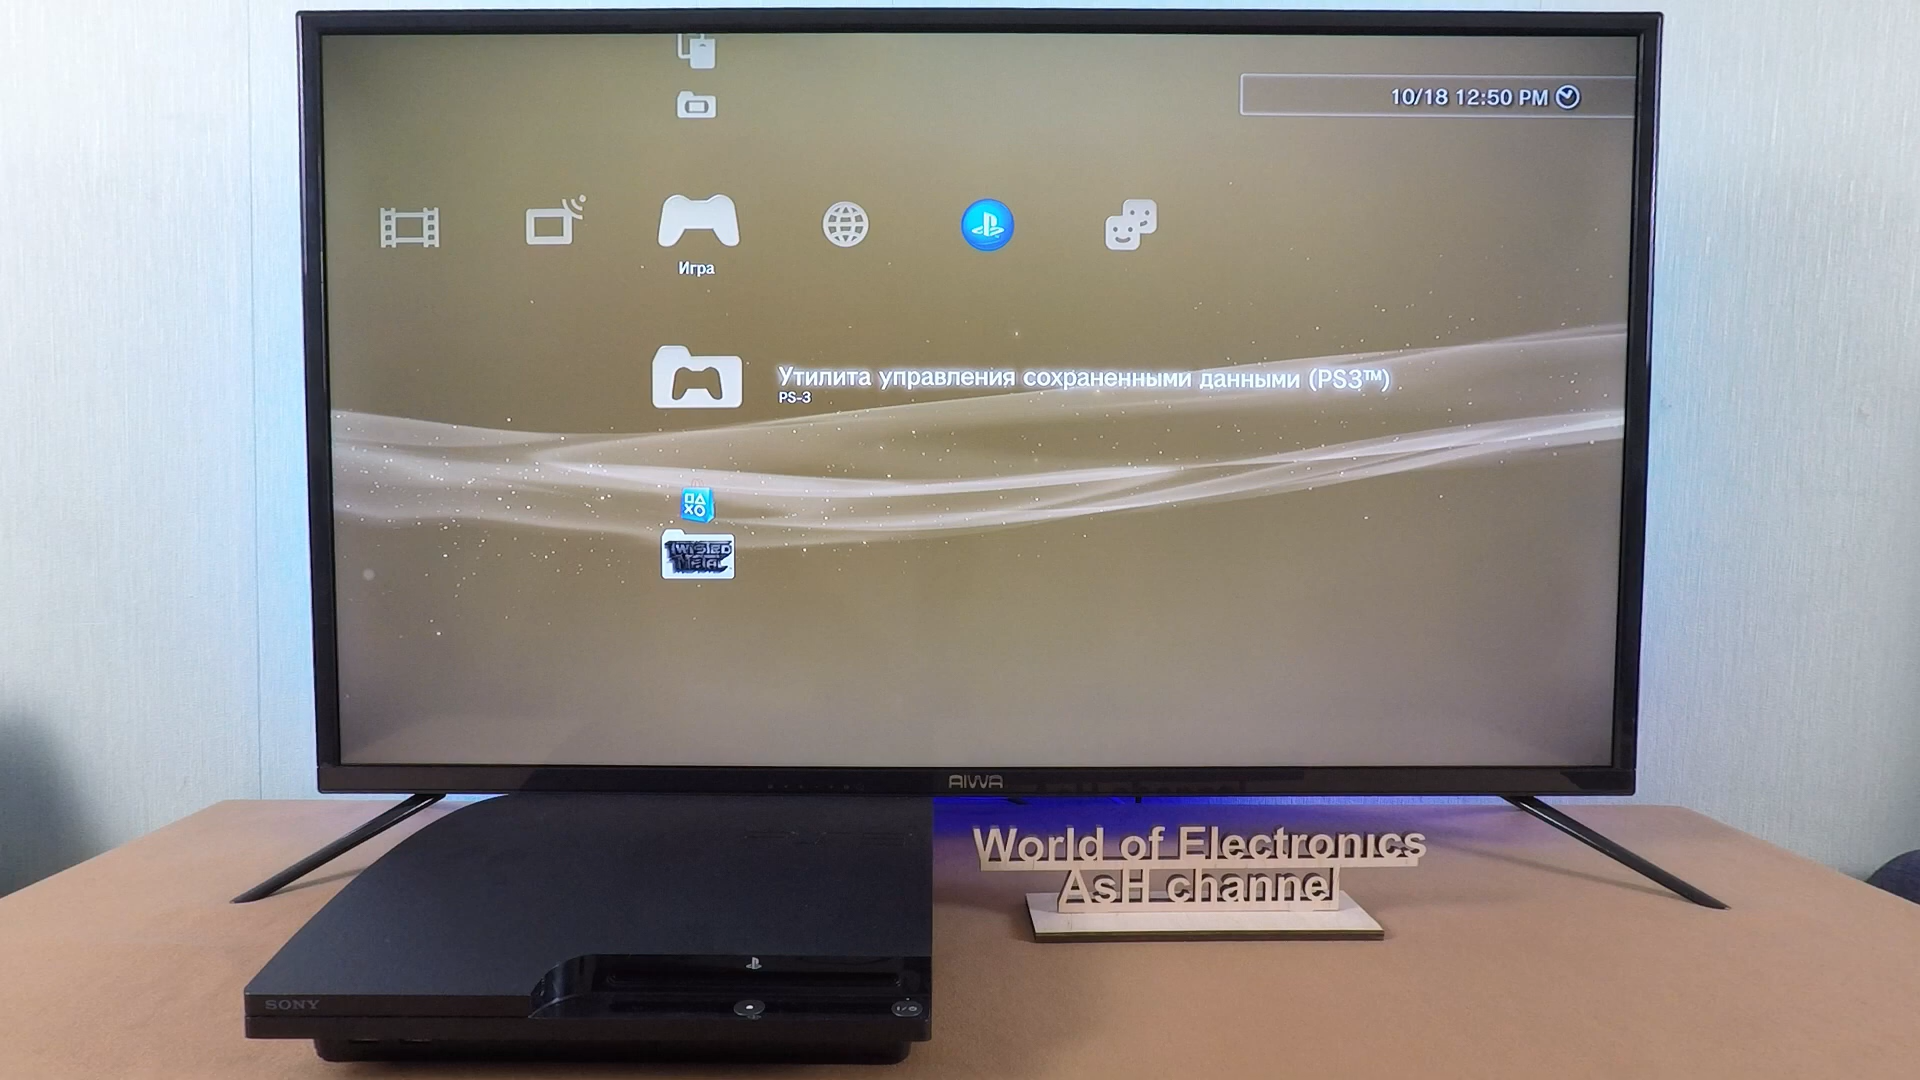 10/18 12:50 PM
Игра
Утилита управления сохраненными данными (PS3™)
PS-3
TWISTED
METAL
AIWA
World of Electronics
AsH channel
SONY